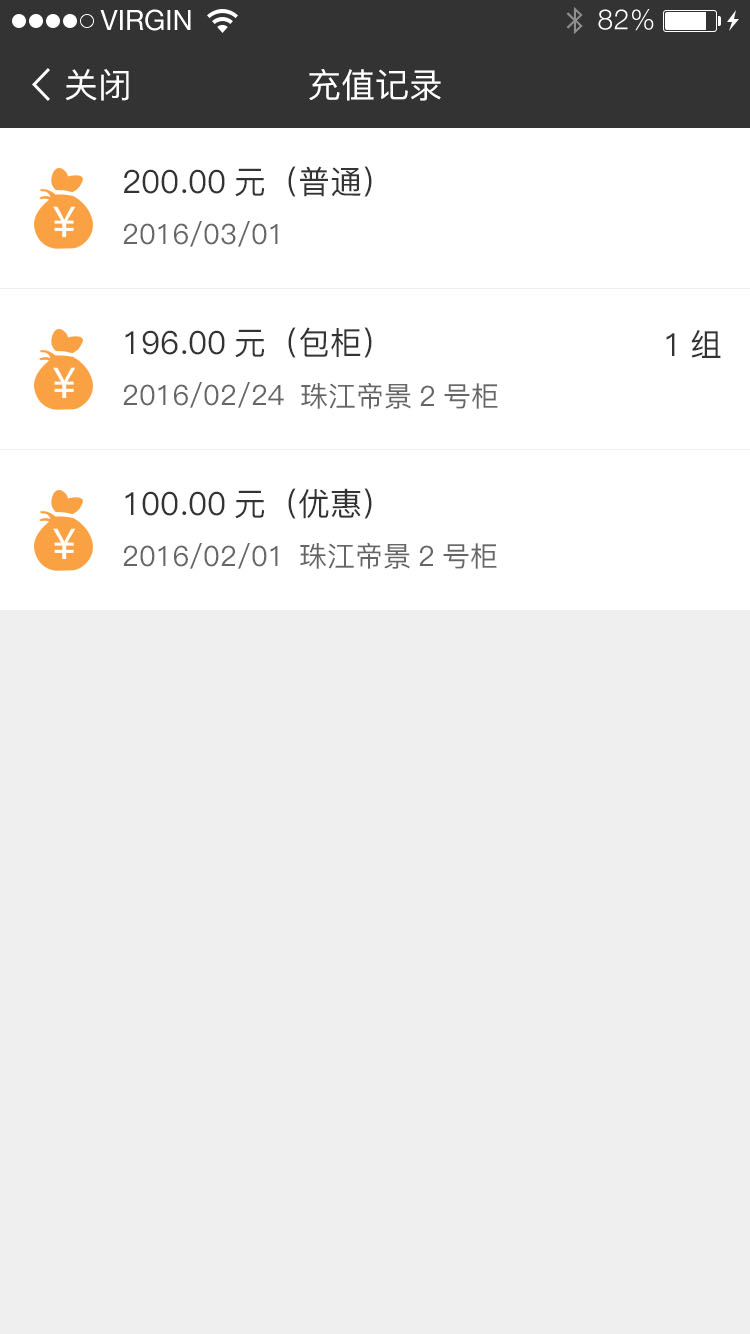 VIRGIN 82%
关闭 充值记录
200.00 元（普通）
2016/03/01
196.00 元（包柜） 1 组
2016/02/24 珠江帝景 2 号柜
100.00 元（优惠）
2016/02/01 珠江帝景 2 号柜
¥
¥
¥